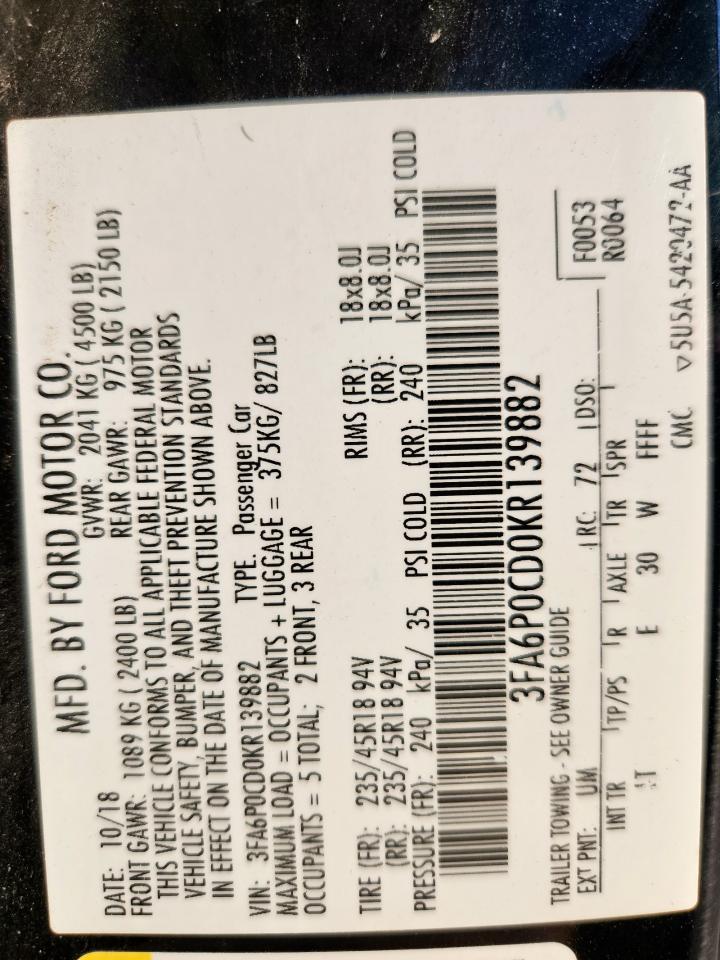 MFD. BY FORD MOTOR CO.
DATE: 10/18 GVWR: 2041 KG ( 4500 LB)
FRONT GAWR: 1089 KG ( 2400 LB) REAR GAWR: 975 KG ( 2150 LB)
THIS VEHICLE CONFORMS TO ALL APPLICABLE FEDERAL MOTOR
VEHICLE SAFETY, BUMPER, AND THEFT PREVENTION STANDARDS
IN EFFECT ON THE DATE OF MANUFACTURE SHOWN ABOVE.
VIN: 3FA6P0CD0KR139882 TYPE. Passenger Car
MAXIMUM LOAD = OCCUPANTS + LUGGAGE = 375KG/ 827LB
OCCUPANTS = 5 TOTAL; 2 FRONT, 3 REAR
TIRE (FR): 235/45R18 94V RIMS (FR): 18x8.0J
(RR): 235/45R18 94V (RR): 18x8.0J
PRESSURE (FR): 240 kPa/ 35 PSI COLD (RR): 240 kPa/ 35 PSI COLD
3FA6P0CD0KR139882
F0053
R0064
TRAILER TOWING - SEE OWNER GUIDE
EXT PNT: UM RC: 72 DSO:
INT TR TP/PS R AXLE TR SPR
T E 30 W FFFF
CMC ▽5U5A-5420472-AA